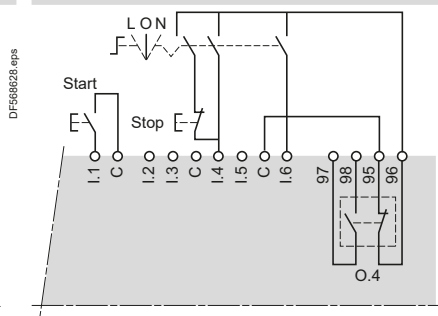 DF568628.eps
L O N
Start
Stop
I.1 C I.2 I.3 C I.4 I.5 C I.6 97 98 95 96
O.4